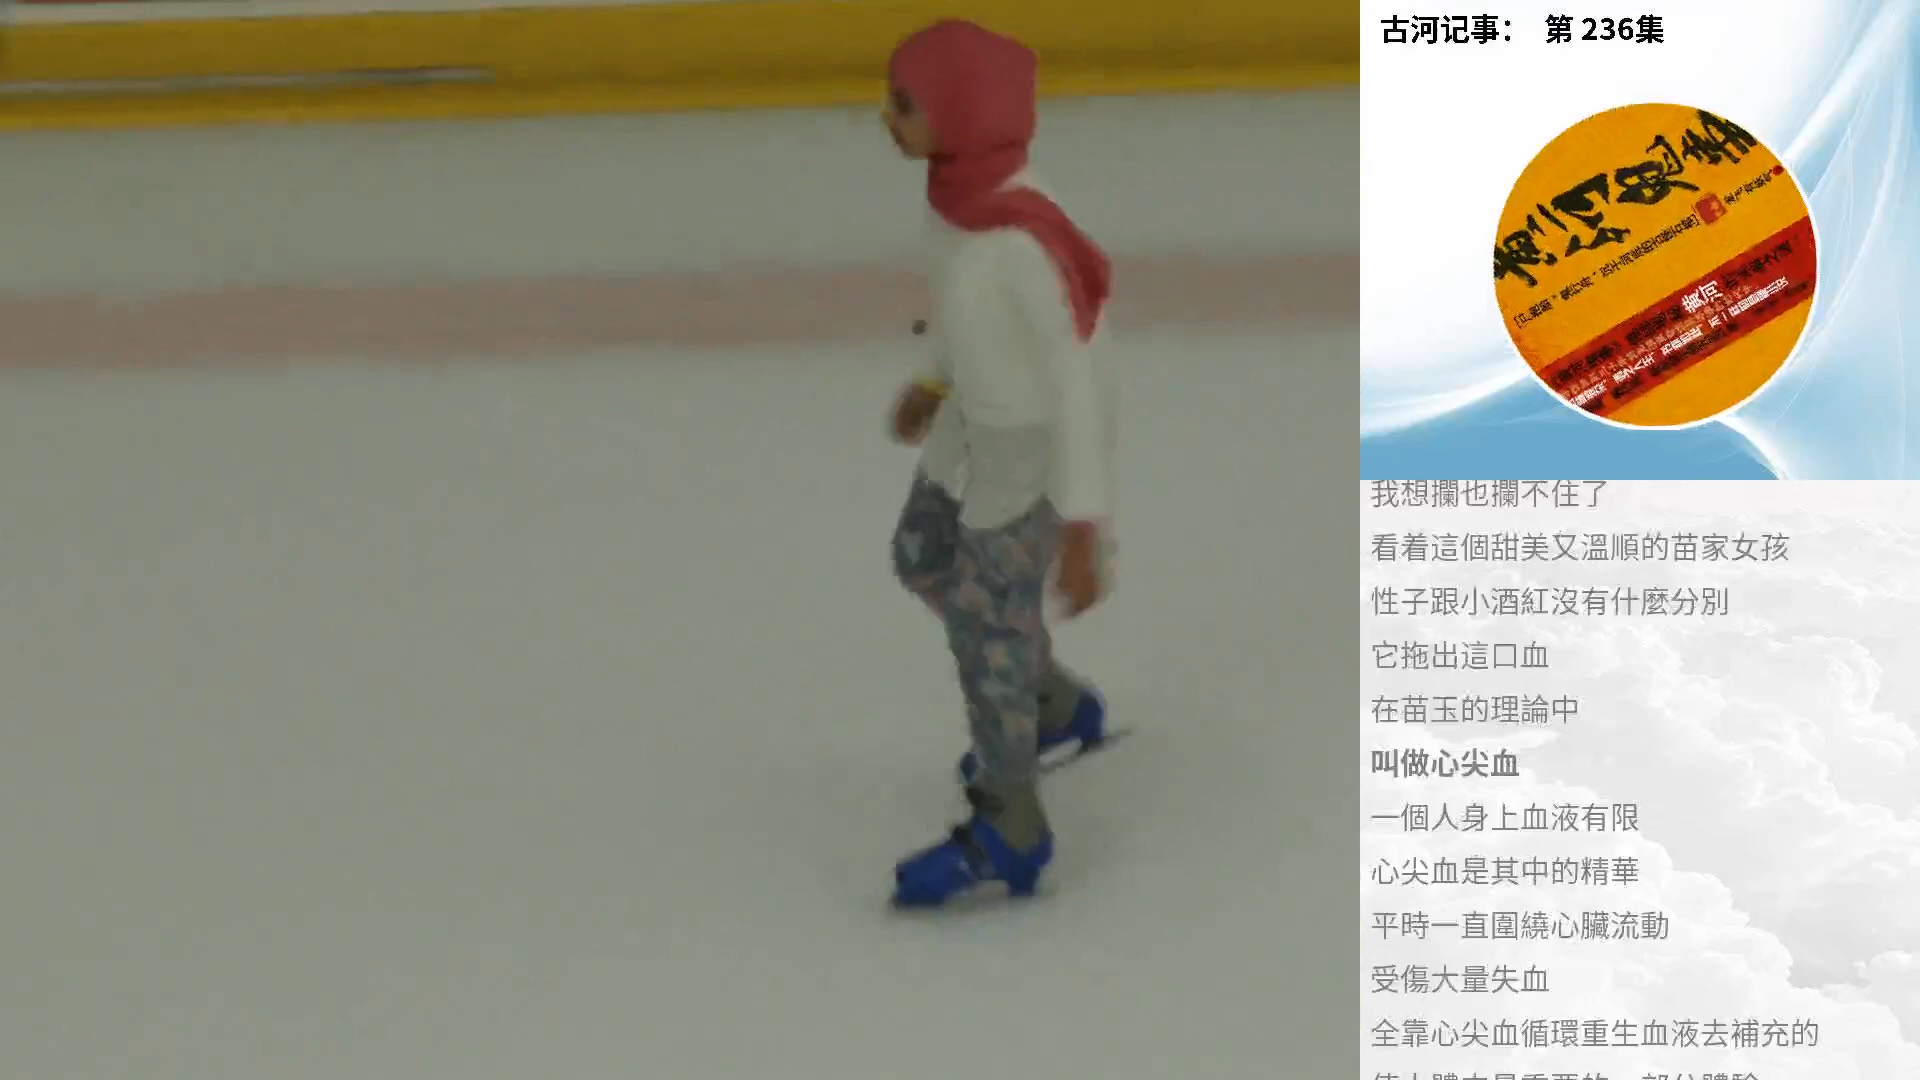 古河记事： 第 236集
黄河
我想攔也攔不住了
看着這個甜美又溫順的苗家女孩
性子跟小酒紅沒有什麼分別
它拖出這口血
在苗玉的理論中
叫做心尖血
一個人身上血液有限
心尖血是其中的精華
平時一直圍繞心臟流動
受傷大量失血
全靠心尖血循環重生血液去補充的